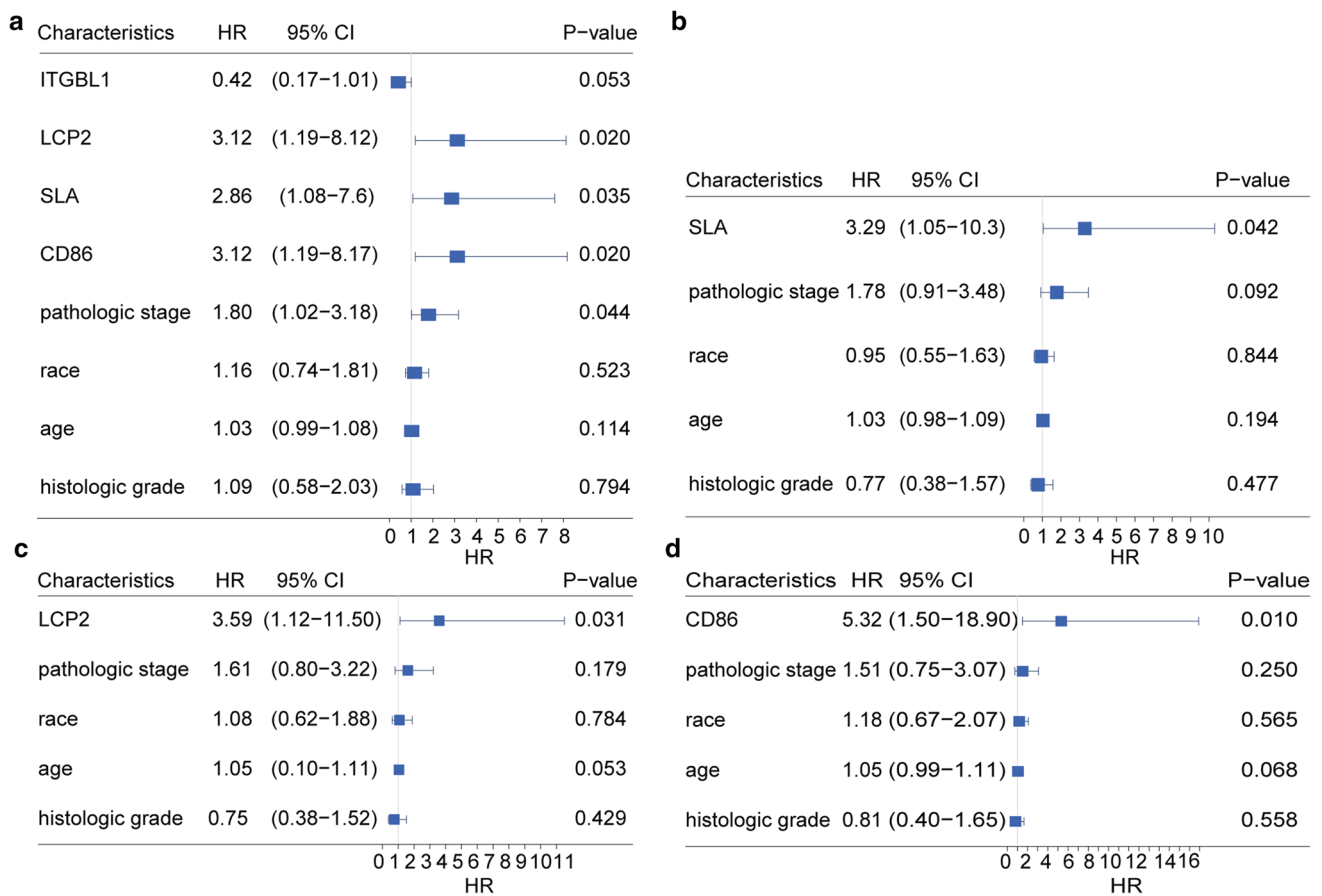 a
Characteristics HR 95% CI P−value
ITGBL1 0.42 (0.17−1.01) 0.053
LCP2 3.12 (1.19−8.12) 0.020
SLA 2.86 (1.08−7.6) 0.035
CD86 3.12 (1.19−8.17) 0.020
pathologic stage 1.80 (1.02−3.18) 0.044
race 1.16 (0.74−1.81) 0.523
age 1.03 (0.99−1.08) 0.114
histologic grade 1.09 (0.58−2.03) 0.794
0 1 2 3 4 5 6 7 8
HR
b
Characteristics HR 95% CI P−value
SLA 3.29 (1.05−10.3) 0.042
pathologic stage 1.78 (0.91−3.48) 0.092
race 0.95 (0.55−1.63) 0.844
age 1.03 (0.98−1.09) 0.194
histologic grade 0.77 (0.38−1.57) 0.477
0 1 2 3 4 5 6 7 8 9 10
HR
c
Characteristics HR 95% CI P−value
LCP2 3.59 (1.12−11.50) 0.031
pathologic stage 1.61 (0.80−3.22) 0.179
race 1.08 (0.62−1.88) 0.784
age 1.05 (0.10−1.11) 0.053
histologic grade 0.75 (0.38−1.52) 0.429
0 1 2 3 4 5 6 7 8 9 10 11
HR
d
Characteristics HR 95% CI P−value
CD86 5.32 (1.50−18.90) 0.010
pathologic stage 1.51 (0.75−3.07) 0.250
race 1.18 (0.67−2.07) 0.565
age 1.05 (0.99−1.11) 0.068
histologic grade 0.81 (0.40−1.65) 0.558
0 2 4 6 8 10 12 14 16
HR